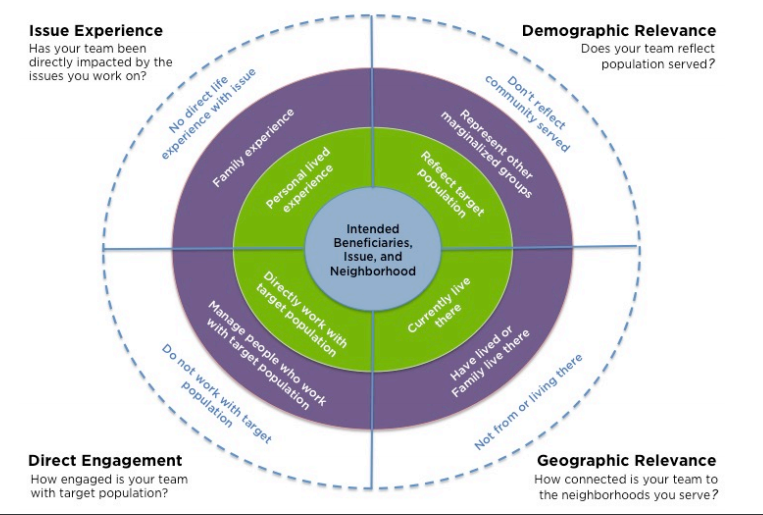 Issue Experience
Has your team been
directly impacted by the
issues you work on?
Demographic Relevance
Does your team reflect
population served?
No direct life
experience with issue
Don't reflect
community served
Family experience
Represent other
marginalized groups
Personal lived
experience
Refeect target
population
Intended
Beneficiaries,
Issue, and
Neighborhood
Directly work with
target population
Currently live
there
Manage people who work
with target population
Have lived or
Family live there
Do not work with target
population
Not from or living there
Direct Engagement
How engaged is your team
with target population?
Geographic Relevance
How connected is your team to
the neighborhoods you serve?